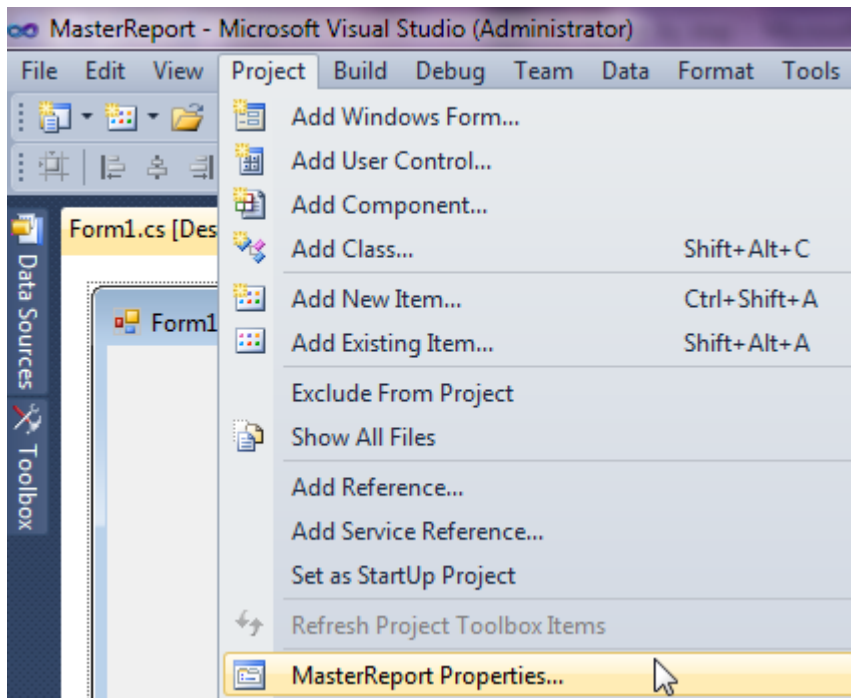 MasterReport - Microsoft Visual Studio (Administrator)
File Edit View Project Build Debug Team Data Format Tools
Add Windows Form...
Add User Control...
Add Component...
Add Class... Shift+Alt+C
Add New Item... Ctrl+Shift+A
Add Existing Item... Shift+Alt+A
Exclude From Project
Show All Files
Add Reference...
Add Service Reference...
Set as StartUp Project
Refresh Project Toolbox Items
MasterReport Properties...
Form1.cs [Des
Form1
Data Sources
Toolbox